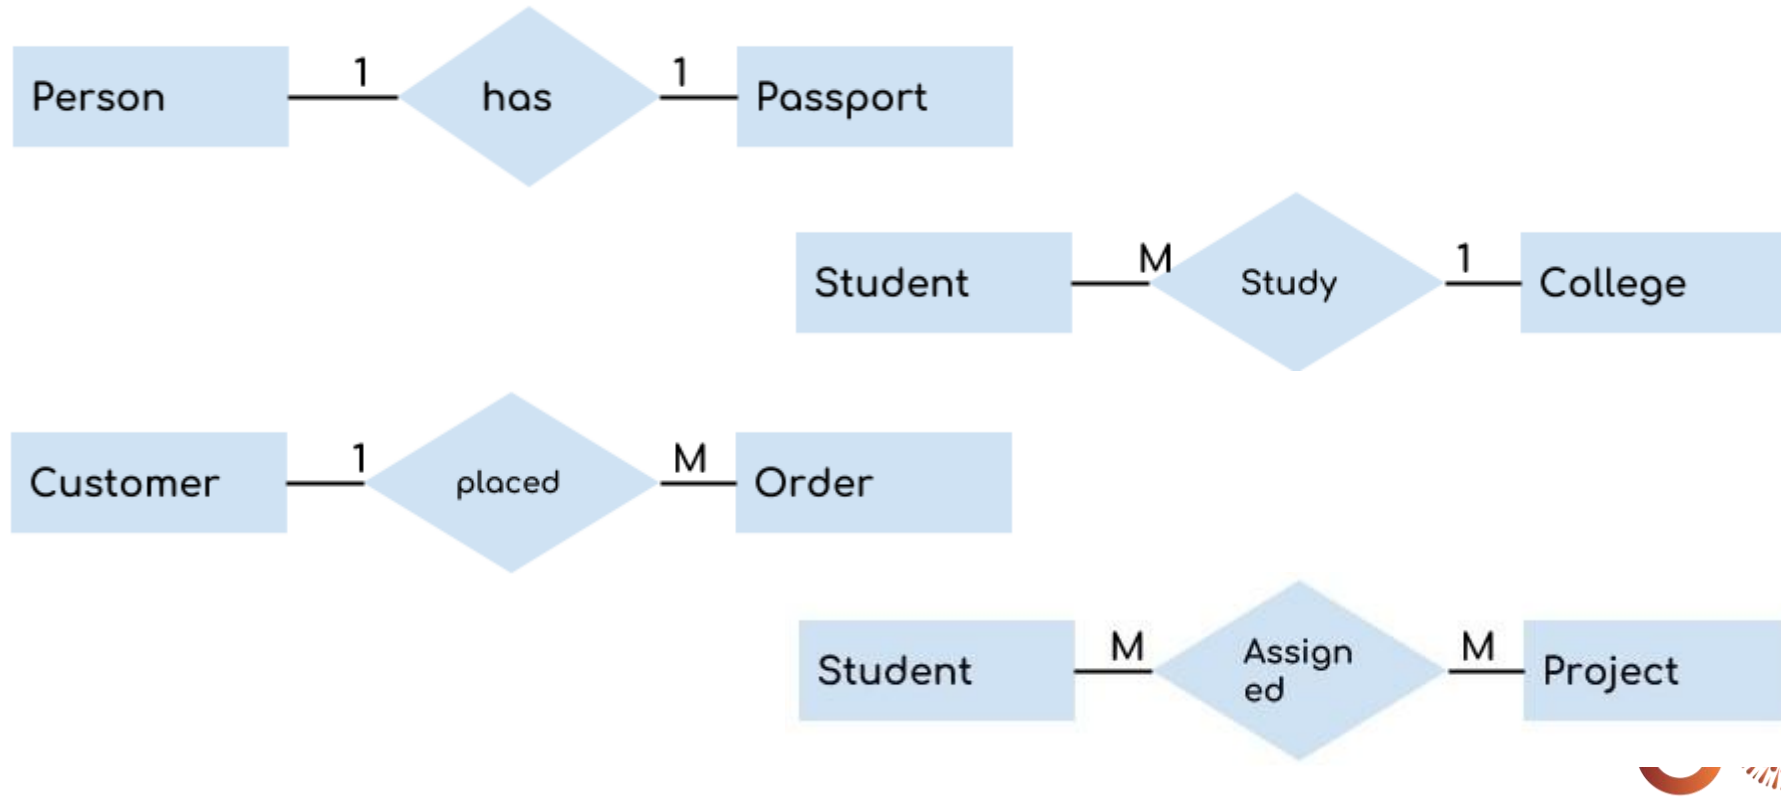 Person 1 has 1 Passport
Student M Study 1 College
Customer 1 placed M Order
Student M Assign
ed M Project